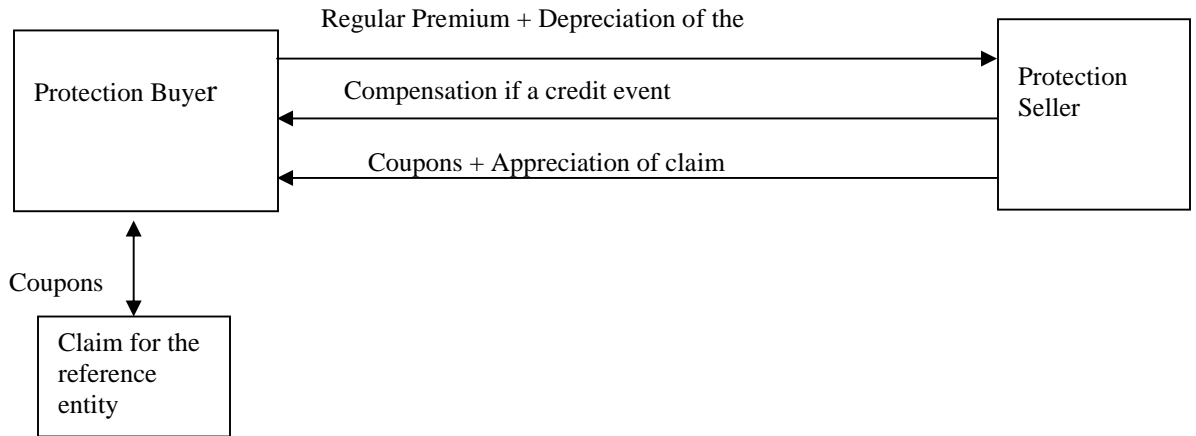 Regular Premium + Depreciation of the
Protection Buyer
Compensation if a credit event
Protection
Seller
Coupons + Appreciation of claim
Coupons
Claim for the
reference
entity